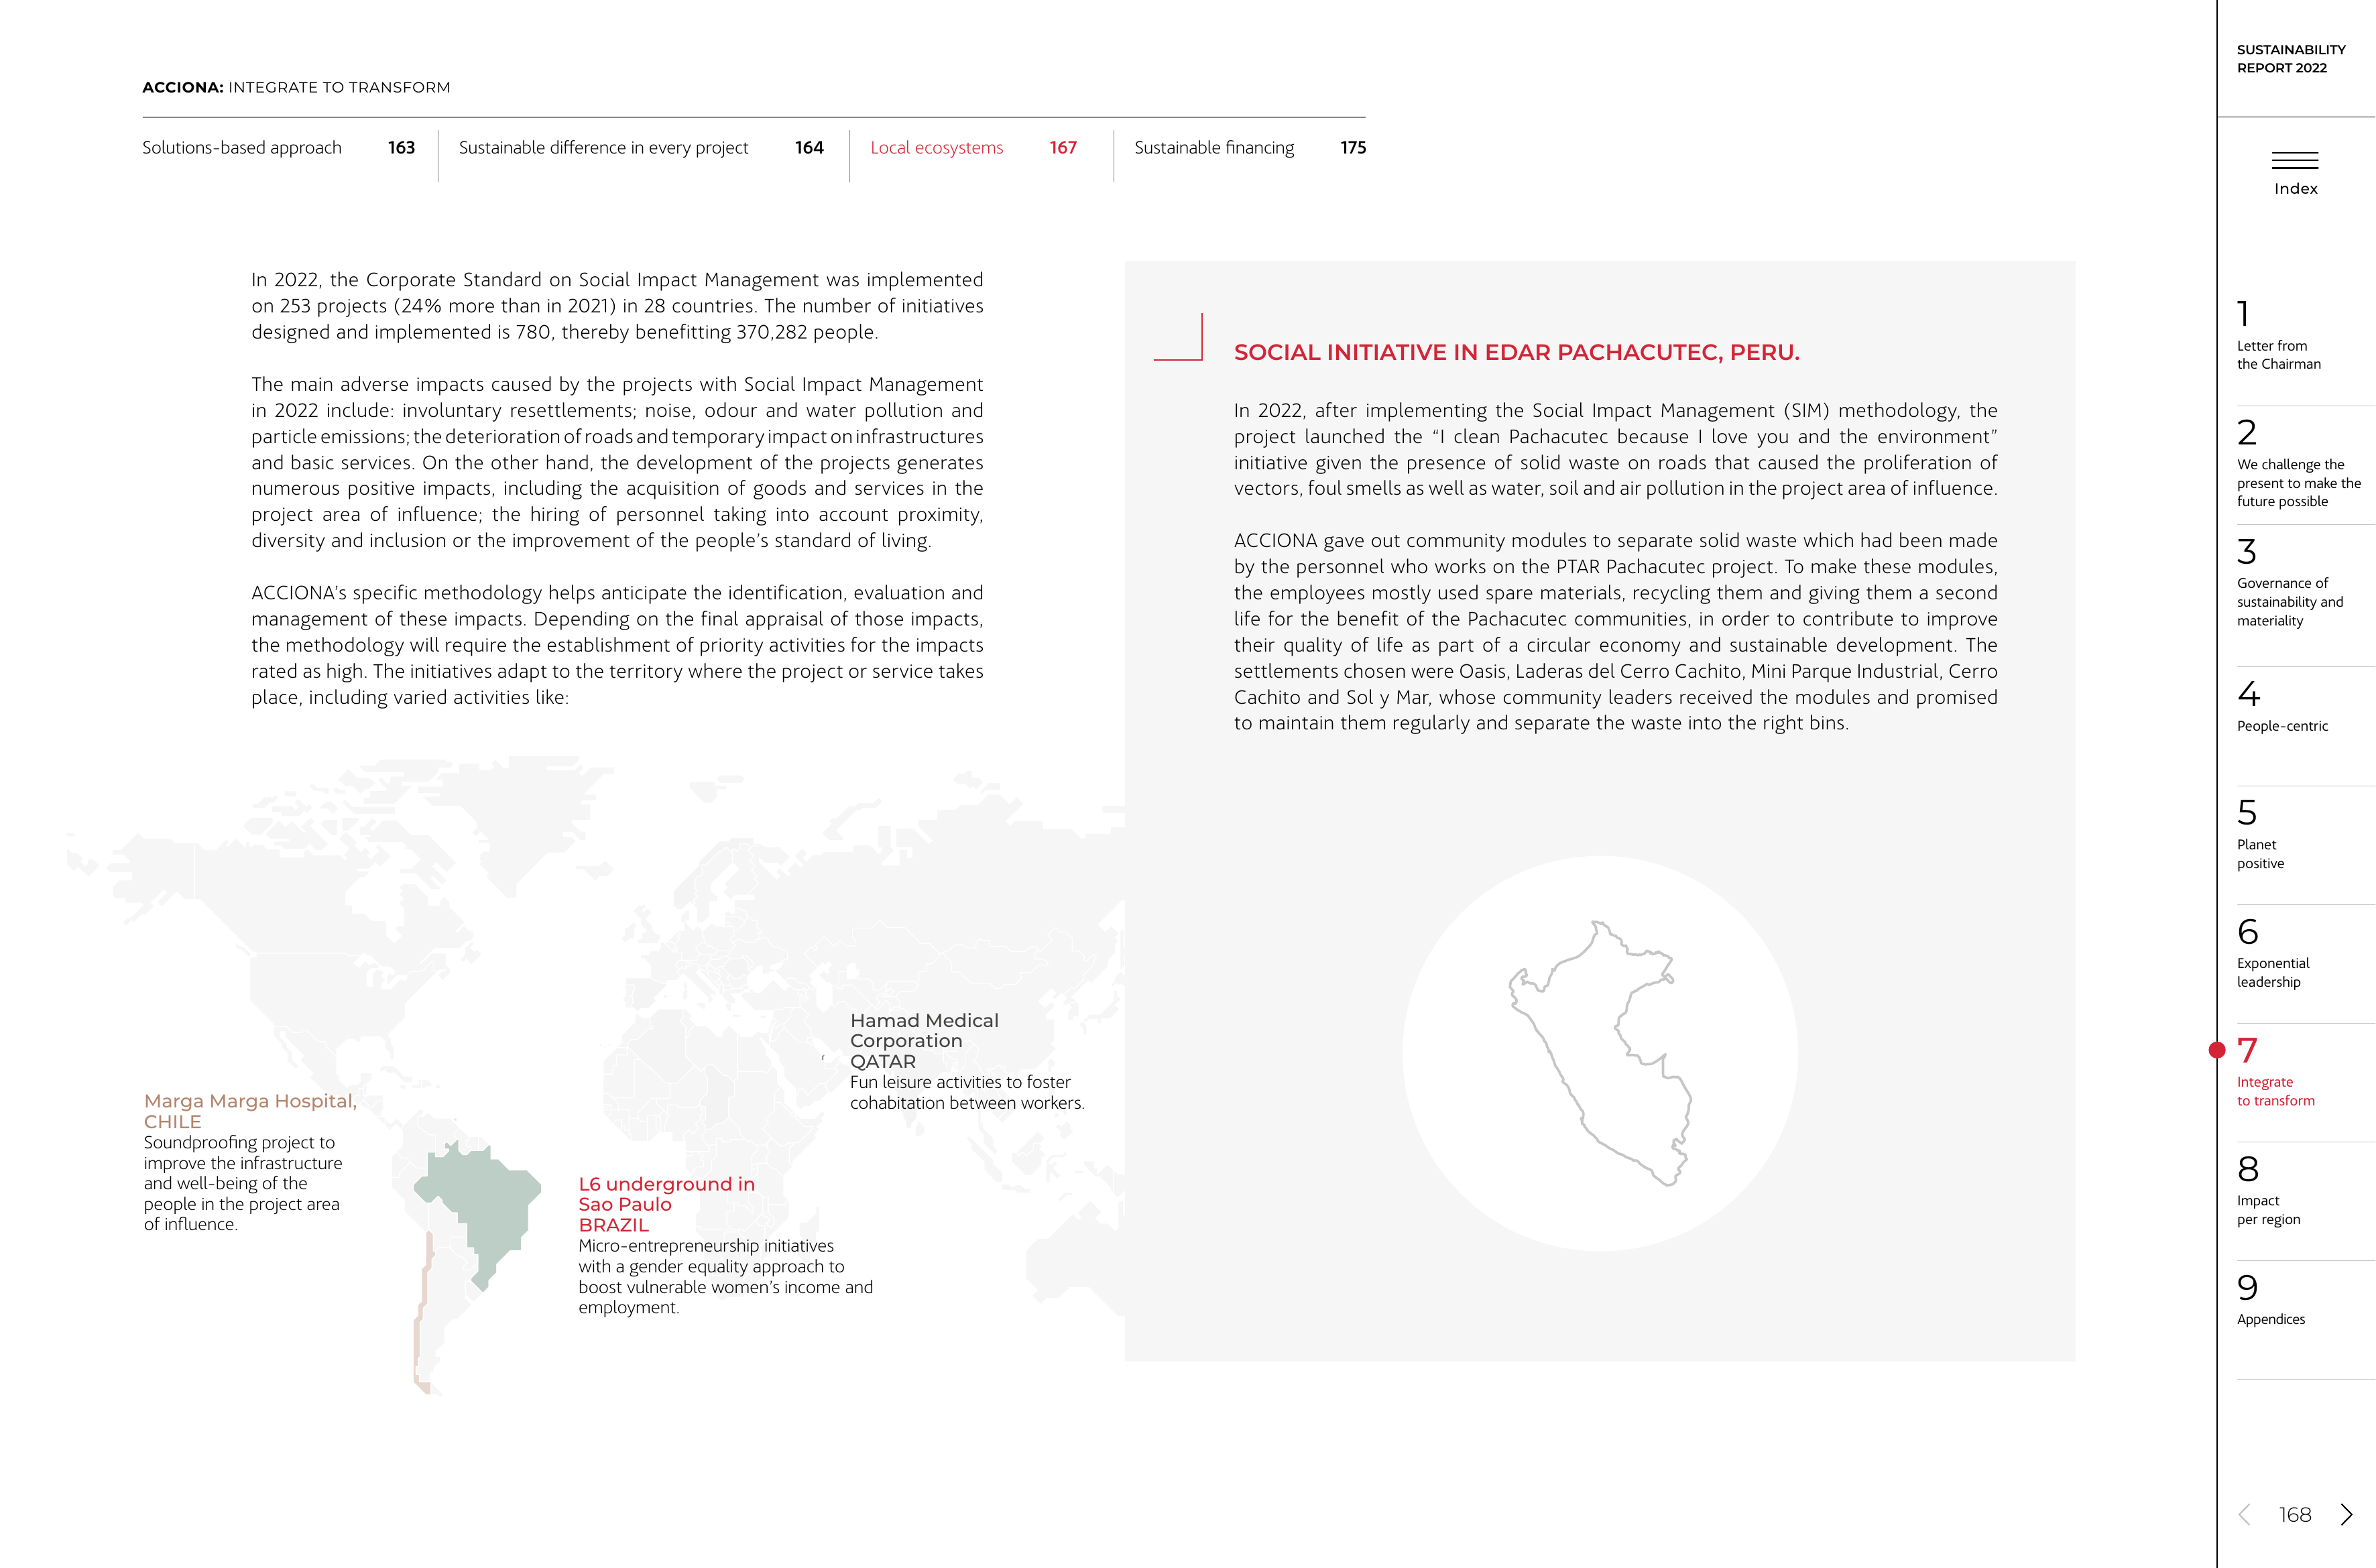 ACCIONA: INTEGRATE TO TRANSFORM
Solutions-based approach 163
Sustainable difference in every project 164
Local ecosystems 167
Sustainable financing 175
In 2022, the Corporate Standard on Social Impact Management was implemented
on 253 projects (24% more than in 2021) in 28 countries. The number of initiatives
designed and implemented is 780, thereby benefitting 370,282 people.
The main adverse impacts caused by the projects with Social Impact Management
in 2022 include: involuntary resettlements; noise, odour and water pollution and
particle emissions; the deterioration of roads and temporary impact on infrastructures
and basic services. On the other hand, the development of the projects generates
numerous positive impacts, including the acquisition of goods and services in the
project area of influence; the hiring of personnel taking into account proximity,
diversity and inclusion or the improvement of the people's standard of living.
ACCIONA's specific methodology helps anticipate the identification, evaluation and
management of these impacts. Depending on the final appraisal of those impacts,
the methodology will require the establishment of priority activities for the impacts
rated as high. The initiatives adapt to the territory where the project or service takes
place, including varied activities like:
Marga Marga Hospital,
CHILE
Soundproofing project to
improve the infrastructure
and well-being of the
people in the project area
of influence.
L6 underground in
Sao Paulo
BRAZIL
Micro-entrepreneurship initiatives
with a gender equality approach to
boost vulnerable women's income and
employment.
Hamad Medical
Corporation
QATAR
Fun leisure activities to foster
cohabitation between workers.
SOCIAL INITIATIVE IN EDAR PACHACUTEC, PERU.
In 2022, after implementing the Social Impact Management (SIM) methodology, the
project launched the “I clean Pachacutec because I love you and the environment”
initiative given the presence of solid waste on roads that caused the proliferation of
vectors, foul smells as well as water, soil and air pollution in the project area of influence.
ACCIONA gave out community modules to separate solid waste which had been made
by the personnel who works on the PTAR Pachacutec project. To make these modules,
the employees mostly used spare materials, recycling them and giving them a second
life for the benefit of the Pachacutec communities, in order to contribute to improve
their quality of life as part of a circular economy and sustainable development. The
settlements chosen were Oasis, Laderas del Cerro Cachito, Mini Parque Industrial, Cerro
Cachito and Sol y Mar, whose community leaders received the modules and promised
to maintain them regularly and separate the waste into the right bins.
SUSTAINABILITY
REPORT 2022
Index
1
Letter from
the Chairman
2
We challenge the
present to make the
future possible
3
Governance of
sustainability and
materiality
4
People-centric
5
Planet
positive
6
Exponential
leadership
7
Integrate
to transform
8
Impact
per region
9
Appendices
168